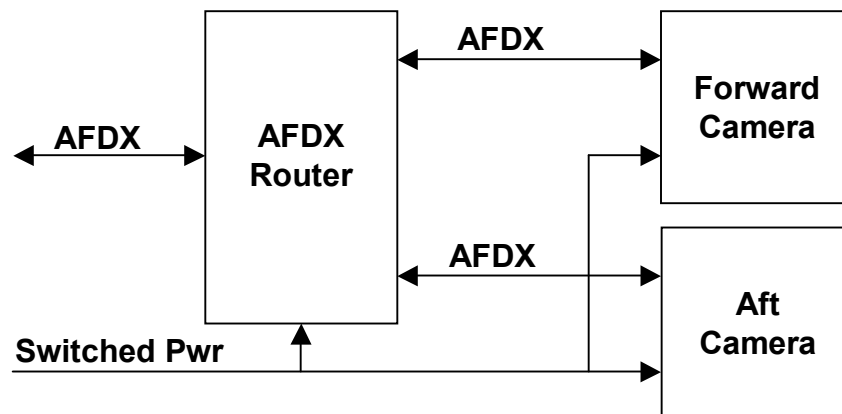 AFDX
Forward
Camera
AFDX
AFDX
Router
AFDX
Aft
Camera
Switched Pwr